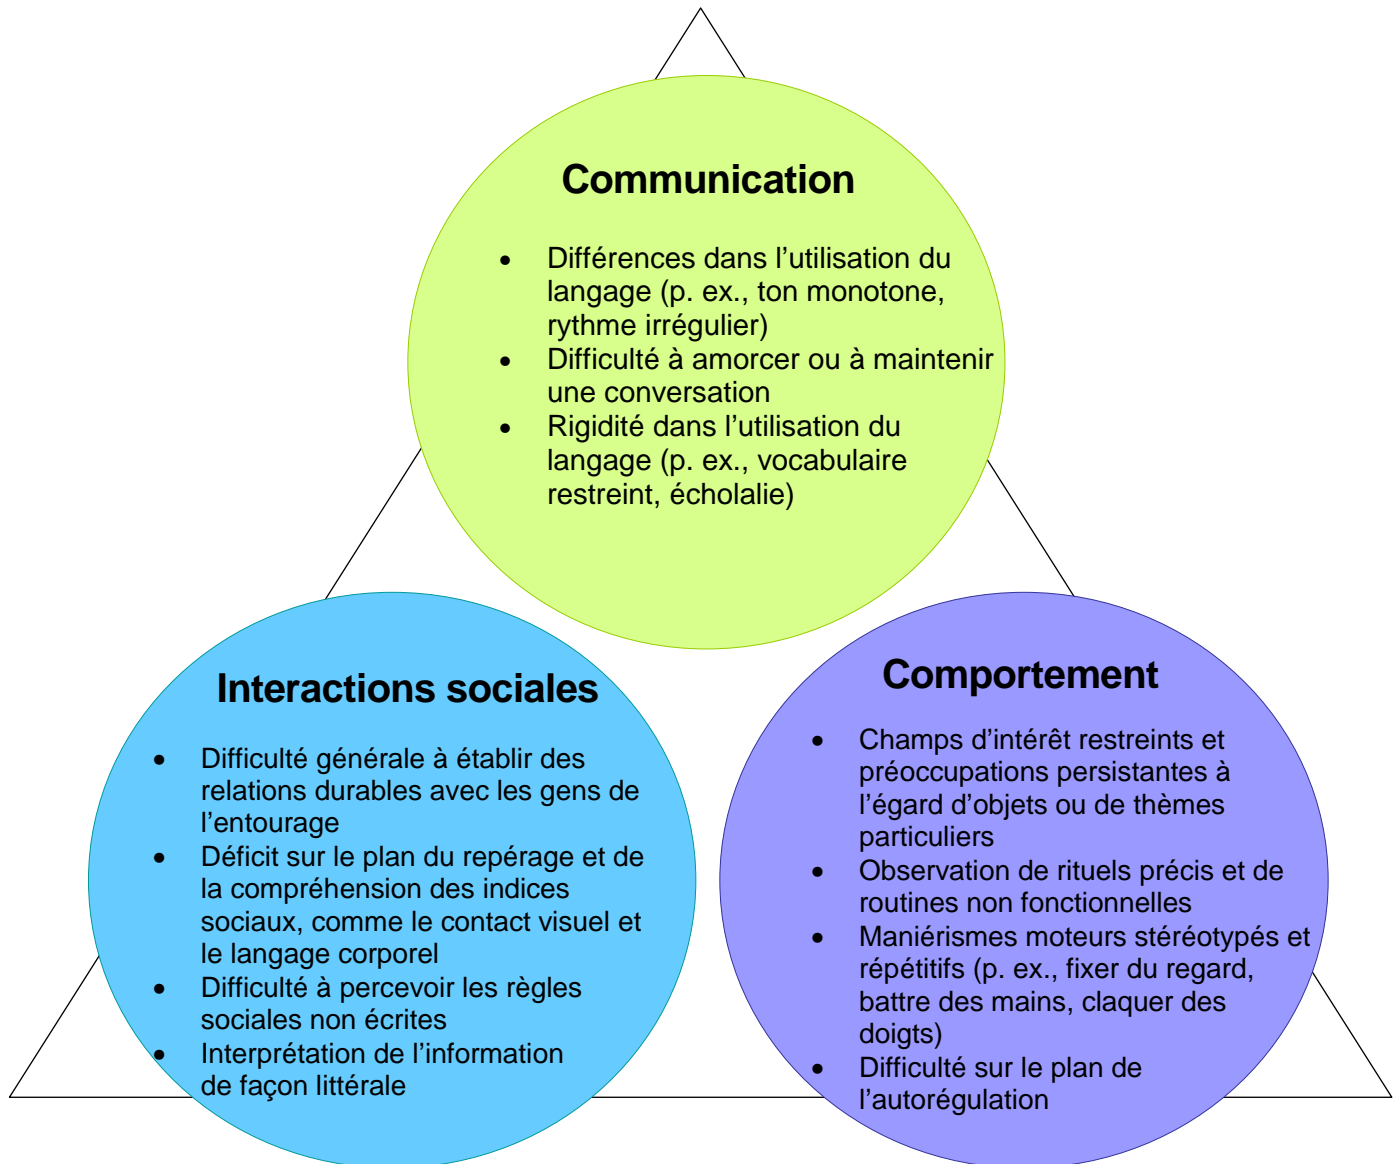 Communication
• Différences dans l’utilisation du
langage (p. ex., ton monotone,
rythme irrégulier)
• Difficulté à amorcer ou à maintenir
une conversation
• Rigidité dans l’utilisation du
langage (p. ex., vocabulaire
restreint, écholalie)
Interactions sociales
• Difficulté générale à établir des
relations durables avec les gens de
l’entourage
• Déficit sur le plan du repérage et de
la compréhension des indices
sociaux, comme le contact visuel et
le langage corporel
• Difficulté à percevoir les règles
sociales non écrites
• Interprétation de l’information
de façon littérale
Comportement
• Champs d’intérêt restreints et
préoccupations persistantes à
l’égard d’objets ou de thèmes
particuliers
• Observation de rituels précis et de
routines non fonctionnelles
• Maniérismes moteurs stéréotypés et
répétitifs (p. ex., fixer du regard,
battre des mains, claquer des
doigts)
• Difficulté sur le plan de
l’autorégulation